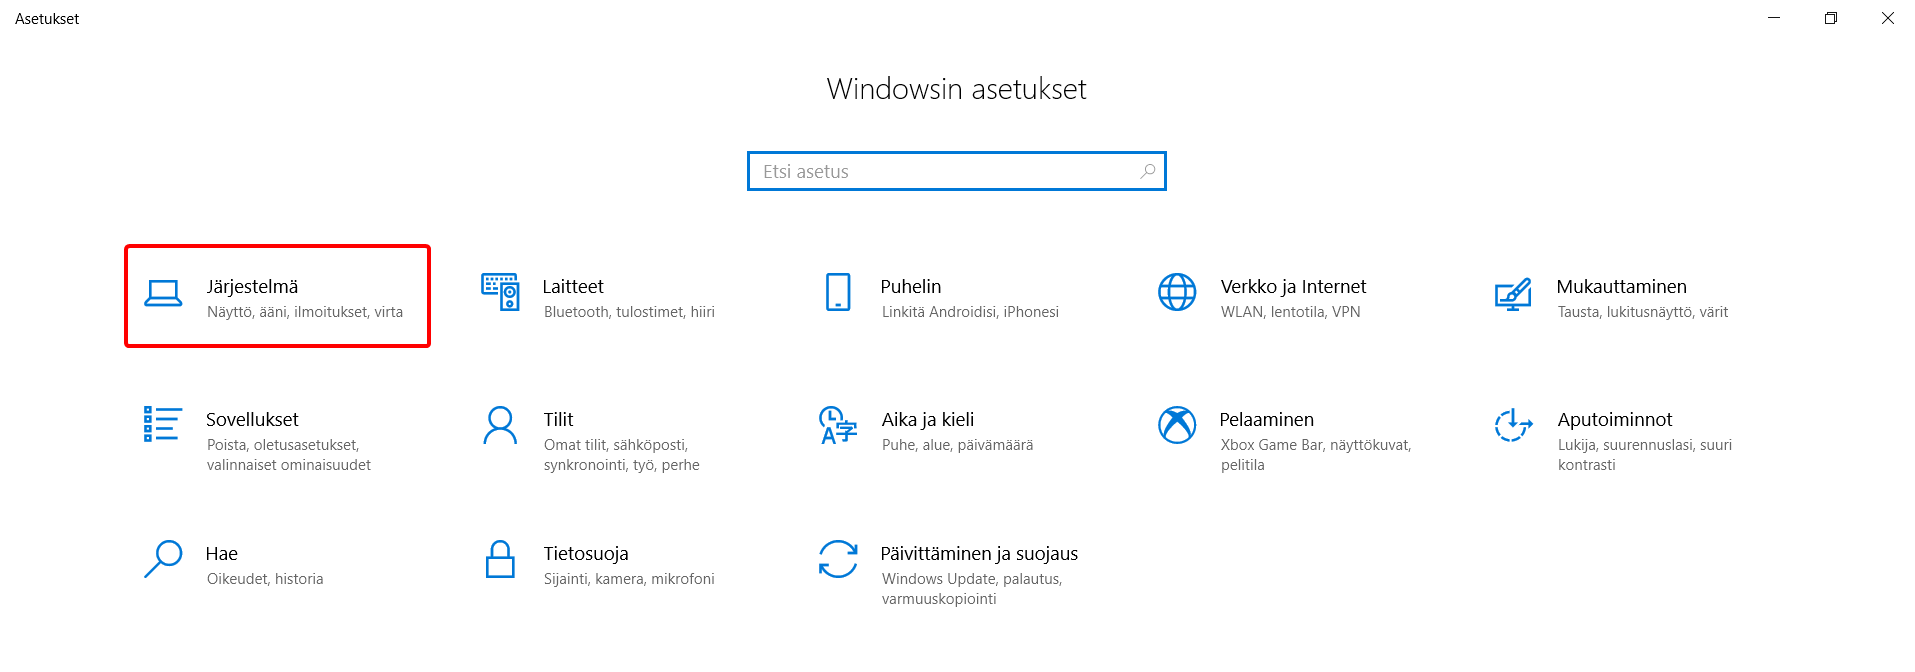 Asetukset
Windowsin asetukset
Etsi asetus
Järjestelmä
Näyttö, ääni, ilmoitukset, virta
Laitteet
Bluetooth, tulostimet, hiiri
Puhelin
Linkitä Androidisi, iPhonesi
Verkko ja Internet
WLAN, lentotila, VPN
Mukauttaminen
Tausta, lukitusnäyttö, värit
Sovellukset
Poista, oletusasetukset,
valinnaiset ominaisuudet
Tilit
Omat tilit, sähköposti,
synkronointi, työ, perhe
Aika ja kieli
Puhe, alue, päivämäärä
Pelaaminen
Xbox Game Bar, näyttökuvat,
pelitila
Aputoiminnot
Lukija, suurennuslasi, suuri
kontrasti
Hae
Oikeudet, historia
Tietosuoja
Sijainti, kamera, mikrofoni
Päivittäminen ja suojaus
Windows Update, palautus,
varmuuskopiointi